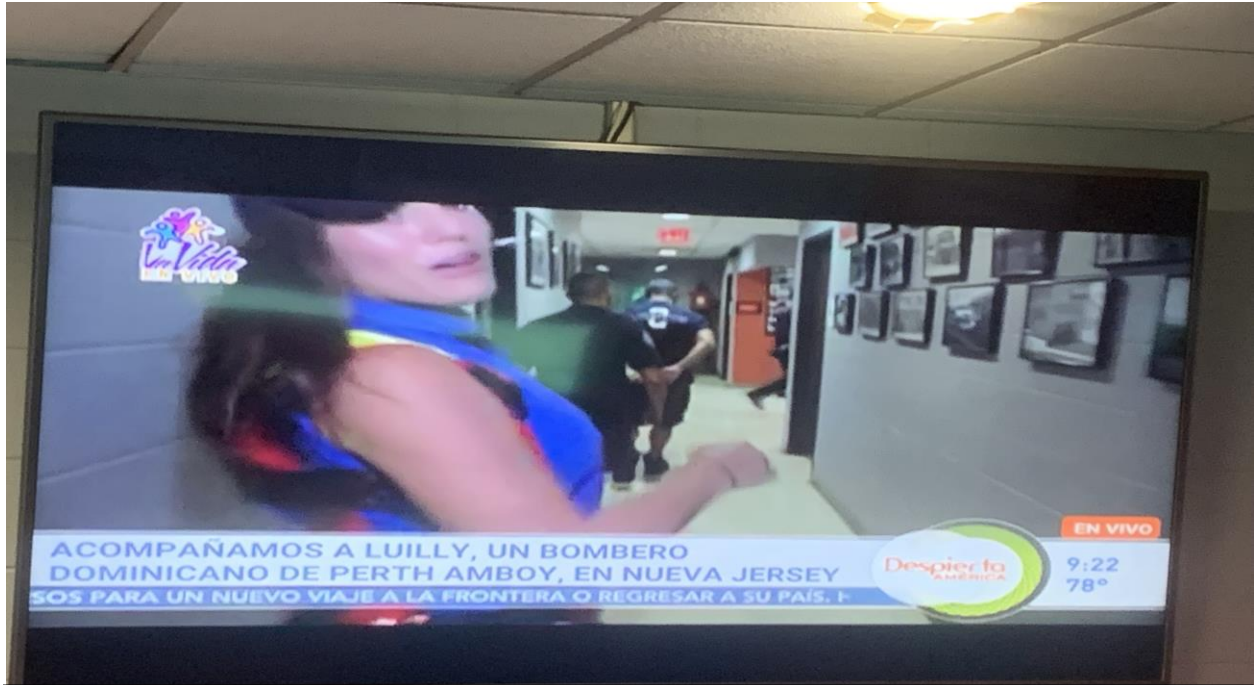 La Vida
EN VIVO
EN VIVO
ACOMPAÑAMOS A LUILLY, UN BOMBERO
DOMINICANO DE PERTH AMBOY, EN NUEVA JERSEY
Despierta
AMÉRICA
9:22
78°
SOS PARA UN NUEVO VIAJE A LA FRONTERA O REGRESAR A SU PAÍS.